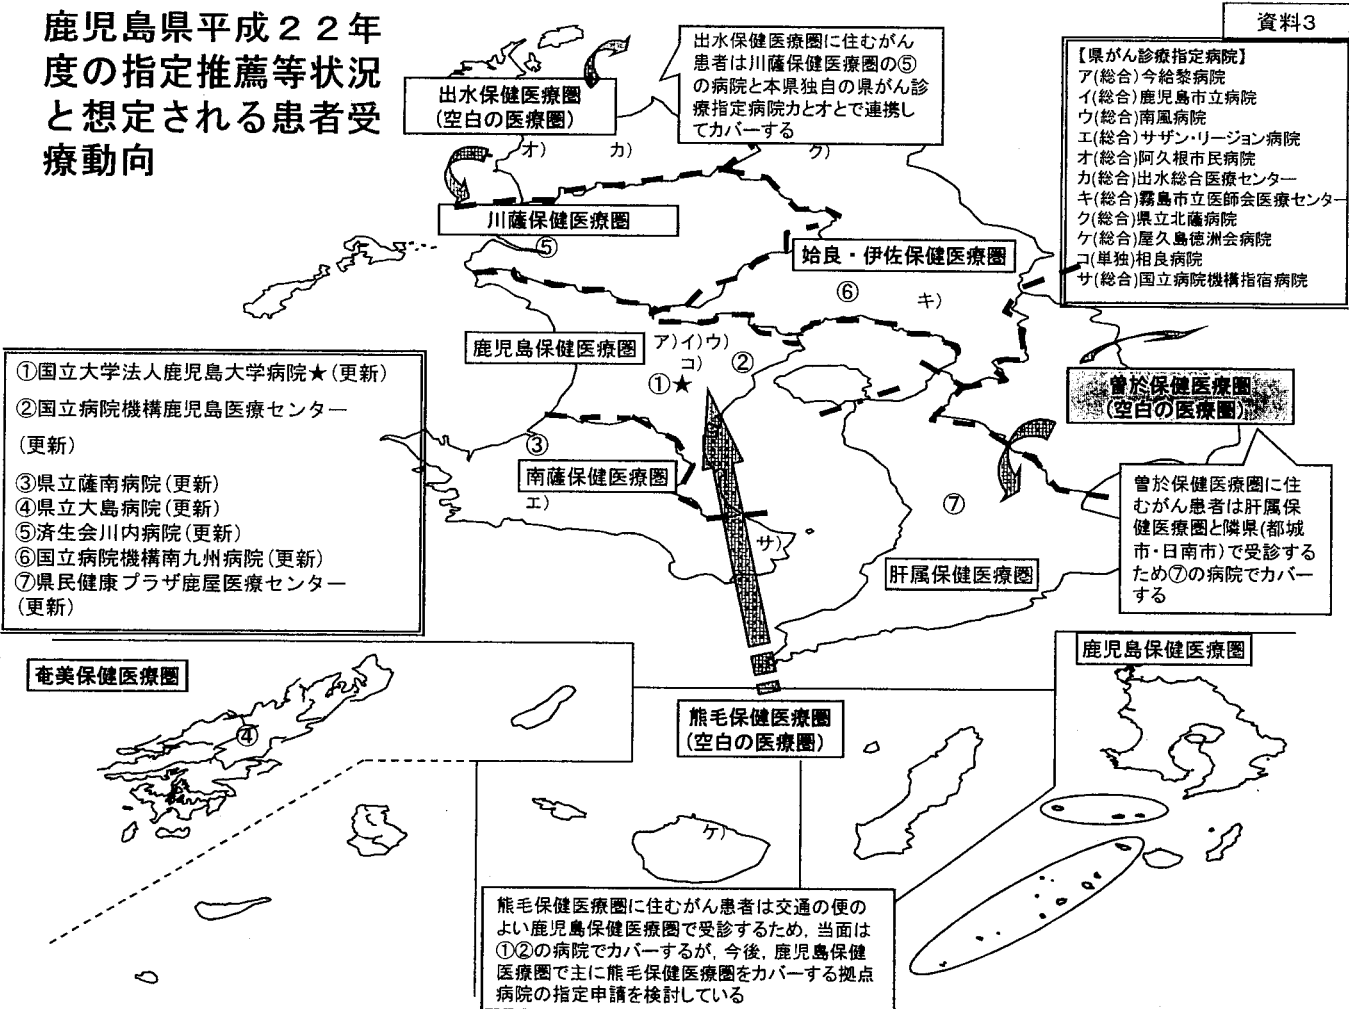 鹿児島県平成２２年
度の指定推薦等状況
と想定される患者受
療動向
資料3
【県がん診療指定病院】
ア(総合)今給黎病院
イ(総合)鹿児島市立病院
ウ(総合)南風病院
エ(総合)サザン・リージョン病院
オ(総合)阿久根市民病院
カ(総合)出水総合医療センター
キ(総合)霧島市立医師会医療センター
ク(総合)県立北薩病院
ケ(総合)屋久島徳洲会病院
コ(単独)相良病院
サ(総合)国立病院機構指宿病院
出水保健医療圏に住むがん
患者は川薩保健医療圏の⑤
の病院と本県独自の県がん診
療指定病院カとオとで連携し
てカバーする
出水保健医療圏
(空白の医療圏)
オ)
カ)
ク)
川薩保健医療圏
⑤
姶良・伊佐保健医療圏
⑥
キ)
鹿児島保健医療圏
ア)イ)ウ)
コ)
②
①★
曽於保健医療圏
(空白の医療圏)
①国立大学法人鹿児島大学病院★(更新)
②国立病院機構鹿児島医療センター
(更新)
③県立薩南病院(更新)
④県立大島病院(更新)
⑤済生会川内病院(更新)
⑥国立病院機構南九州病院(更新)
⑦県民健康プラザ鹿屋医療センター
(更新)
③
南薩保健医療圏
エ)
サ)
⑦
肝属保健医療圏
曽於保健医療圏に住
むがん患者は肝属保
健医療圏と隣県(都城
市・日南市)で受診する
ため⑦の病院でカバー
する
奄美保健医療圏
④
熊毛保健医療圏
(空白の医療圏)
鹿児島保健医療圏
ケ)
熊毛保健医療圏に住むがん患者は交通の便の
よい鹿児島保健医療圏で受診するため, 当面は
①②の病院でカバーするが, 今後, 鹿児島保健
医療圏で主に熊毛保健医療圏をカバーする拠点
病院の指定申請を検討している